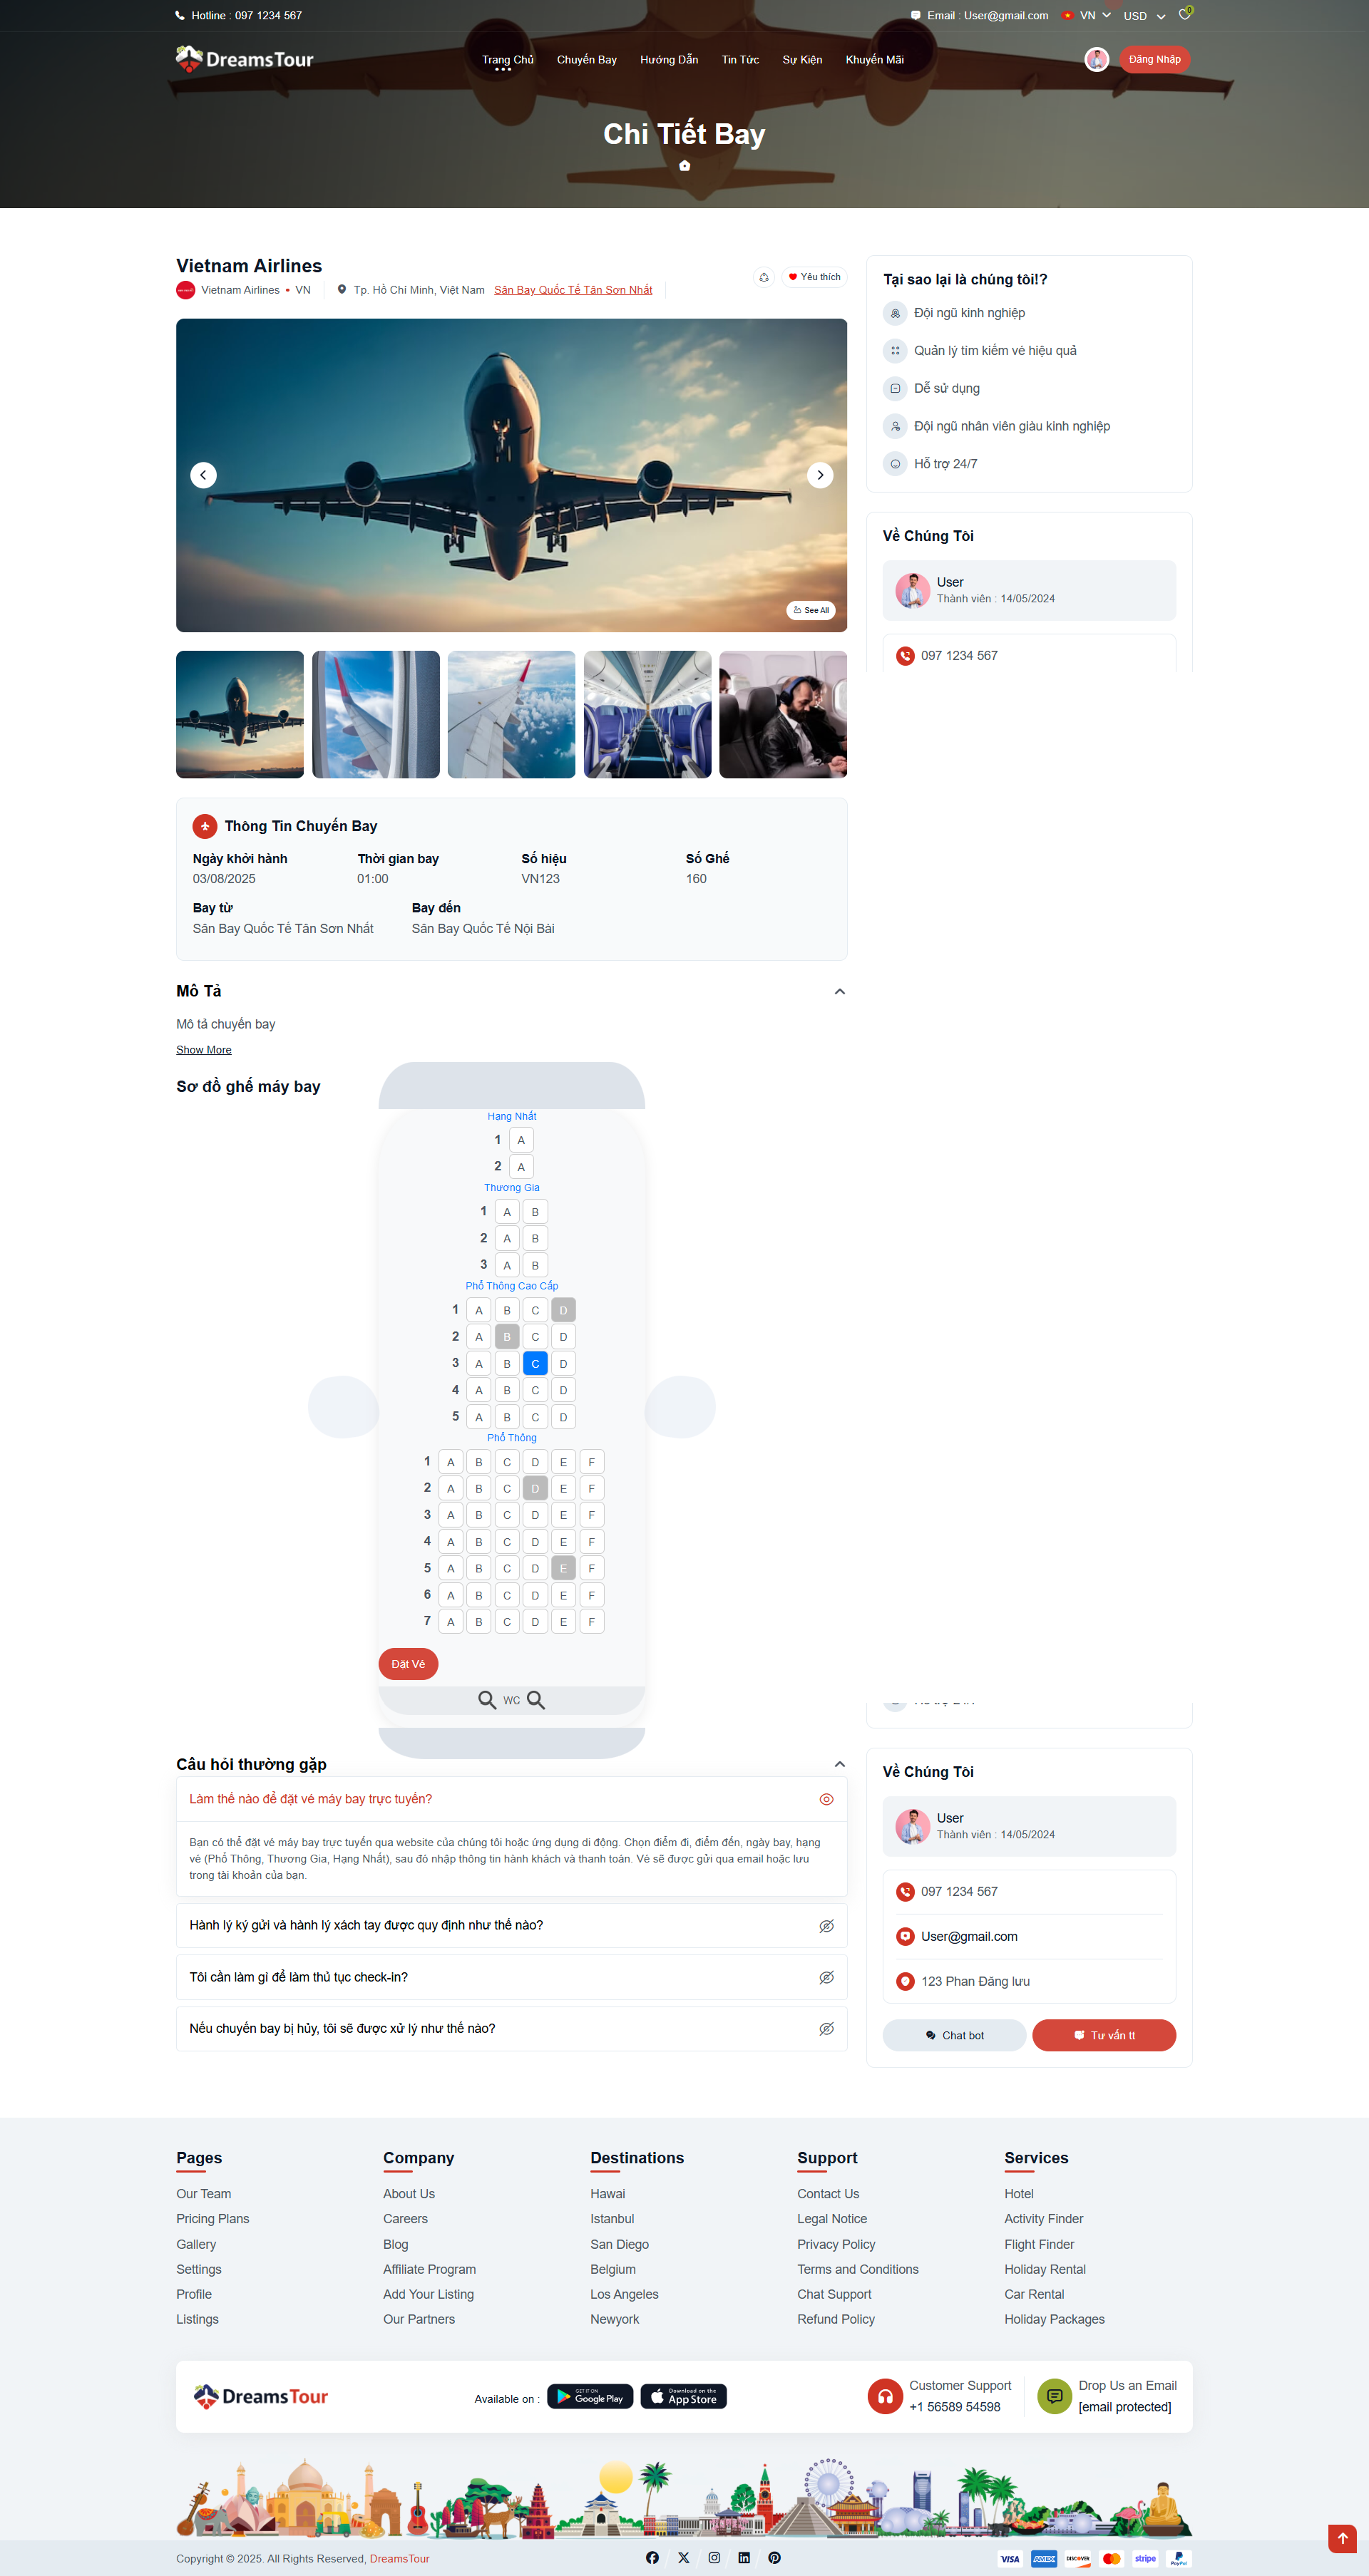 Hotline : 097 1234 567
Email : User@gmail.com
VN
USD
0
DreamsTour
Trang Chủ
Chuyến Bay
Hướng Dẫn
Tin Tức
Sự Kiện
Khuyến Mãi
Đăng Nhập
Chi Tiết Bay
Vietnam Airlines
Vietnam Airlines • VN
Tp. Hồ Chí Minh, Việt Nam
Sân Bay Quốc Tế Tân Sơn Nhất
Yêu thích
See All
Thông Tin Chuyến Bay
Ngày khởi hành
Thời gian bay
Số hiệu
Số Ghế
03/08/2025
01:00
VN123
160
Bay từ
Bay đến
Sân Bay Quốc Tế Tân Sơn Nhất
Sân Bay Quốc Tế Nội Bài
Mô Tả
Mô tả chuyến bay
Show More
Sơ đồ ghế máy bay
Hạng Nhất
1 A
2 A
Thương Gia
1 A B
2 A B
3 A B
Phổ Thông Cao Cấp
1 A B C D
2 A B C D
3 A B C D
4 A B C D
5 A B C D
Phổ Thông
1 A B C D E F
2 A B C D E F
3 A B C D E F
4 A B C D E F
5 A B C D E F
6 A B C D E F
7 A B C D E F
Đặt Vé
WC
Câu hỏi thường gặp
Làm thế nào để đặt vé máy bay trực tuyến?
Bạn có thể đặt vé máy bay trực tuyến qua website của chúng tôi hoặc ứng dụng di động. Chọn điểm đi, điểm đến, ngày bay, hạng
vé (Phổ Thông, Thương Gia, Hạng Nhất), sau đó nhập thông tin hành khách và thanh toán. Vé sẽ được gửi qua email hoặc lưu
trong tài khoản của bạn.
Hành lý ký gửi và hành lý xách tay được quy định như thế nào?
Tôi cần làm gì để làm thủ tục check-in?
Nếu chuyến bay bị hủy, tôi sẽ được xử lý như thế nào?
Tại sao lại là chúng tôi!?
Đội ngũ kinh nghiệp
Quản lý tìm kiếm vé hiệu quả
Dễ sử dụng
Đội ngũ nhân viên giàu kinh nghiệp
Hỗ trợ 24/7
Về Chúng Tôi
User
Thành viên : 14/05/2024
097 1234 567
Về Chúng Tôi
User
Thành viên : 14/05/2024
097 1234 567
User@gmail.com
123 Phan Đăng lưu
Chat bot
Tư vấn tt
Pages
Our Team
Pricing Plans
Gallery
Settings
Profile
Listings
Company
About Us
Careers
Blog
Affiliate Program
Add Your Listing
Our Partners
Destinations
Hawai
Istanbul
San Diego
Belgium
Los Angeles
Newyork
Support
Contact Us
Legal Notice
Privacy Policy
Terms and Conditions
Chat Support
Refund Policy
Services
Hotel
Activity Finder
Flight Finder
Holiday Rental
Car Rental
Holiday Packages
DreamsTour
Available on :
GET IT ON
Google Play
Download on the
App Store
Customer Support
+1 56589 54598
Drop Us an Email
[email protected]
Copyright © 2025. All Rights Reserved, DreamsTour
VISA
AMEX
DISCOVER
stripe
PayPal